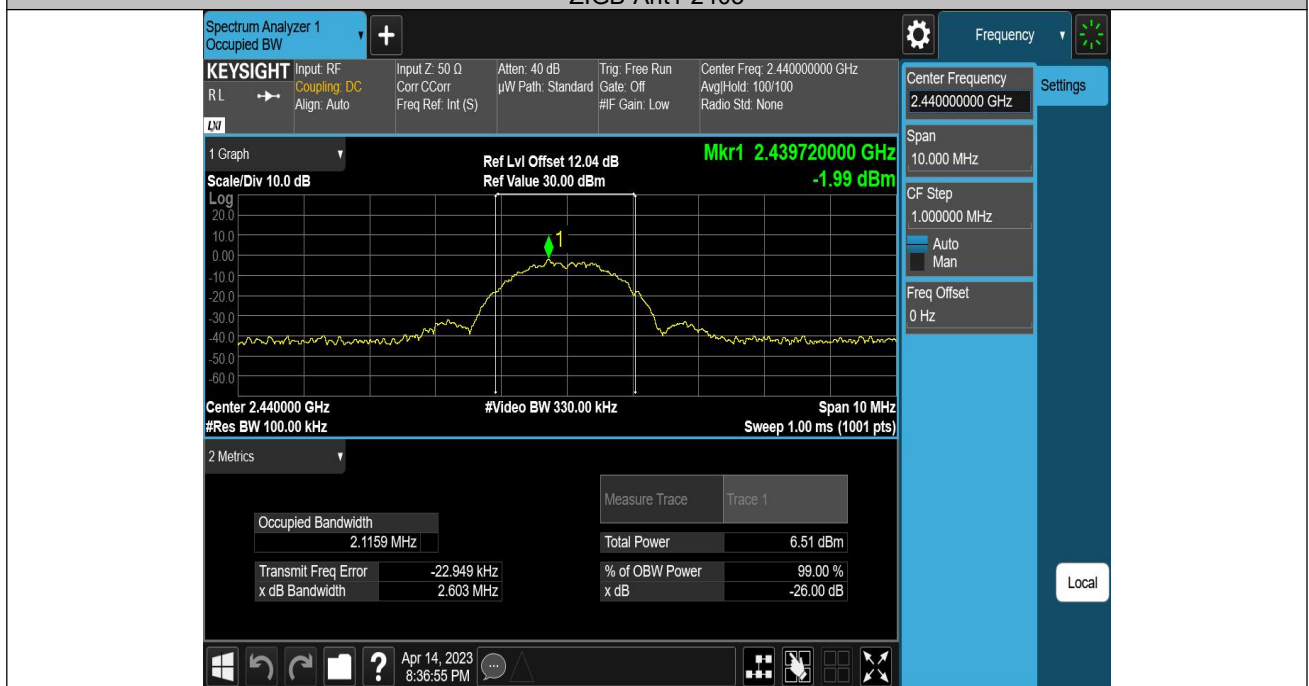 Spectrum Analyzer 1
Occupied BW
Frequency
KEYSIGHT
RL
LXI
Input: RF
Coupling: DC
Align: Auto
Input Z: 50 Ω
Corr CCorr
Freq Ref: Int (S)
Atten: 40 dB
µW Path: Standard
Trig: Free Run
Gate: Off
#IF Gain: Low
Center Freq: 2.440000000 GHz
Avg|Hold: 100/100
Radio Std: None
Center Frequency
2.440000000 GHz
Settings
Span
10.000 MHz
CF Step
1.000000 MHz
Auto
Man
Freq Offset
0 Hz
Local
1 Graph
Scale/Div 10.0 dB
Ref Lvl Offset 12.04 dB
Ref Value 30.00 dBm
Mkr1 2.439720000 GHz
-1.99 dBm
Log
20.0
10.0
0.00
-10.0
-20.0
-30.0
-40.0
-50.0
-60.0
1
Center 2.440000 GHz
#Res BW 100.00 kHz
#Video BW 330.00 kHz
Span 10 MHz
Sweep 1.00 ms (1001 pts)
2 Metrics
Measure Trace Trace 1
Occupied Bandwidth
2.1159 MHz
Total Power 6.51 dBm
Transmit Freq Error -22.949 kHz
% of OBW Power 99.00 %
x dB Bandwidth 2.603 MHz
x dB -26.00 dB
?
Apr 14, 2023
8:36:55 PM